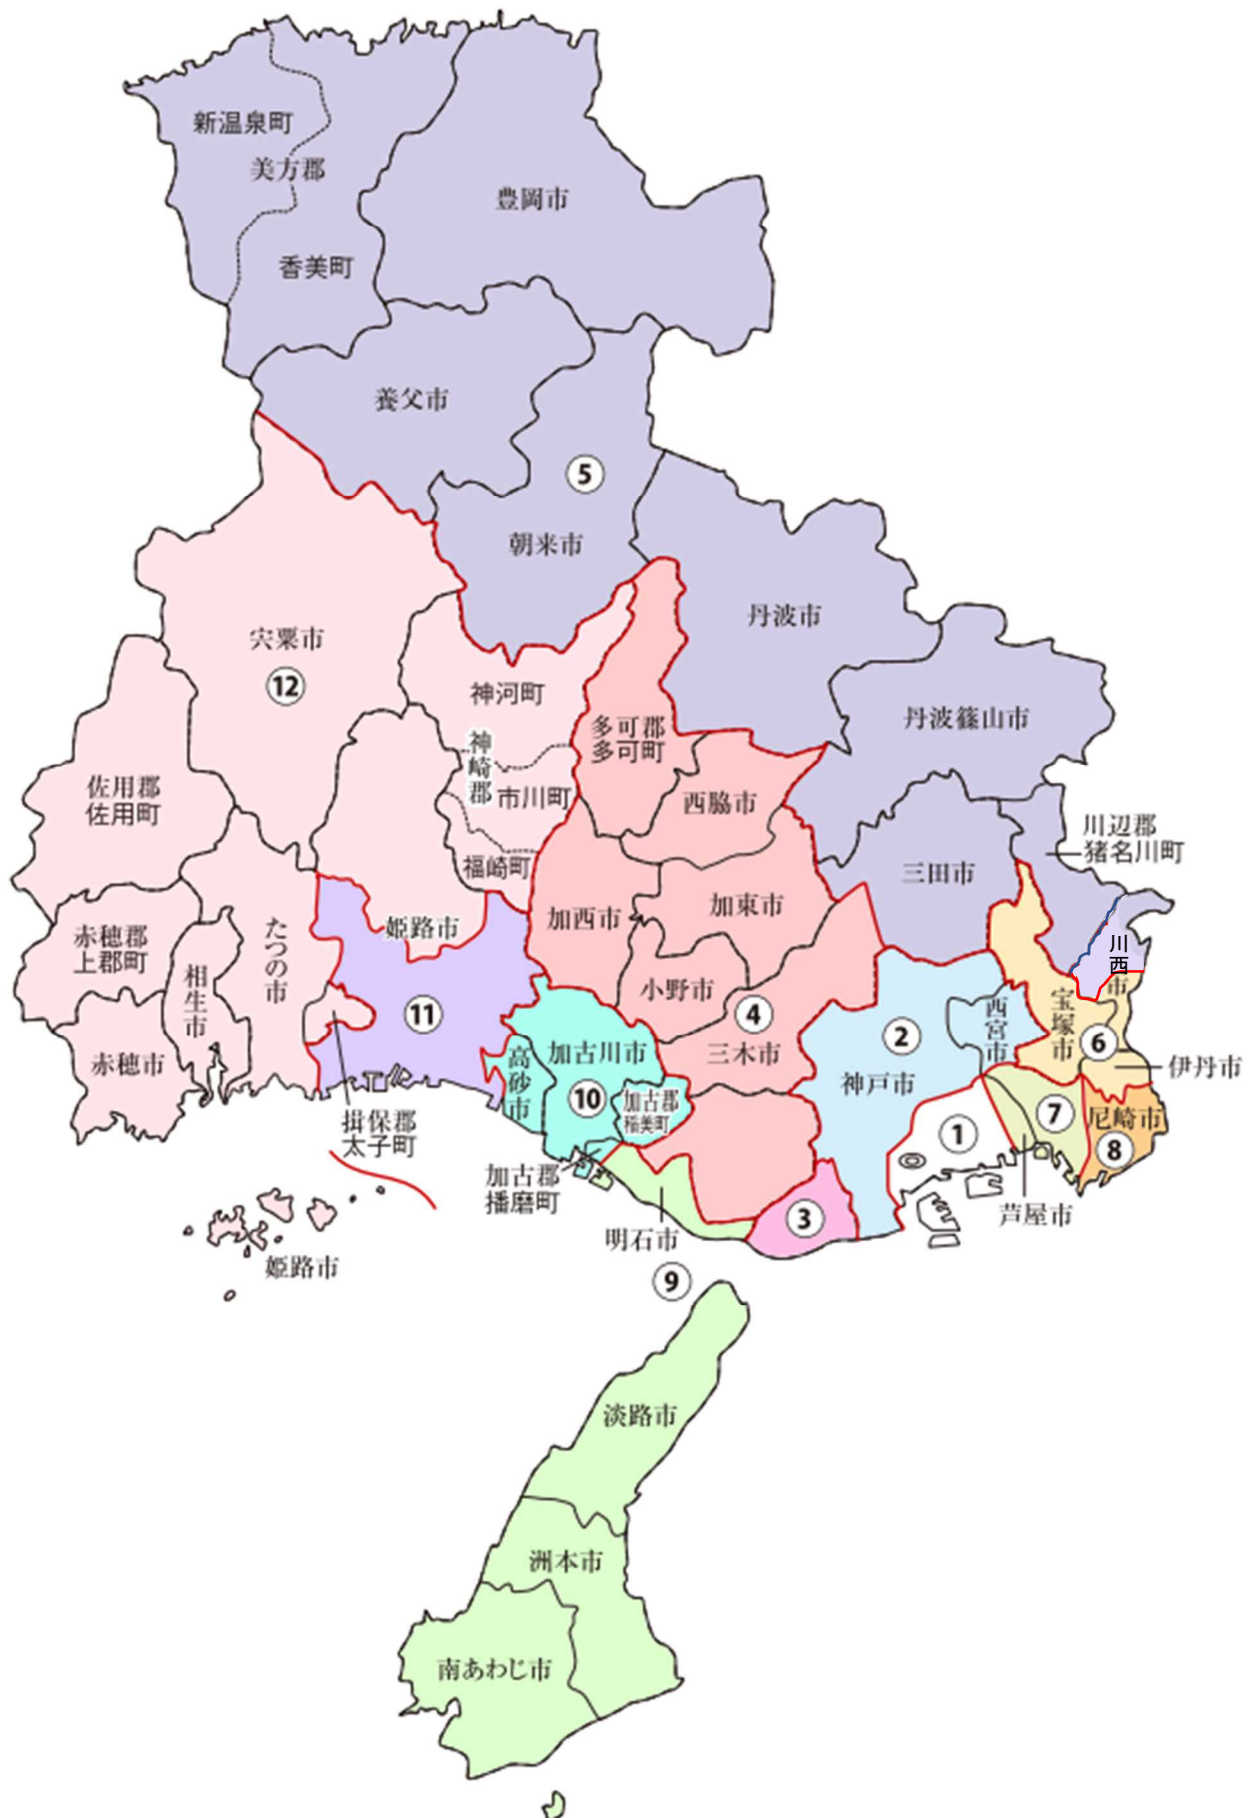 新温泉町
美方郡
豊岡市
香美町
養父市
5
朝来市
丹波市
宍粟市
12
神河町
多可郡
多可町
丹波篠山市
神崎郡
佐用郡
佐用町
市川町
西脇市
川辺郡
猪名川町
福崎町
三田市
加西市
加東市
姫路市
たつの市
赤穂郡
上郡町
川西
市
相生市
小野市
宝塚市
西宮市
11
4
2
6
赤穂市
高砂市
加古川市
三木市
神戸市
伊丹市
10
加古郡
稲美町
揖保郡
太子町
1
7
尼崎市
8
加古郡
播磨町
3
芦屋市
明石市
姫路市
9
淡路市
洲本市
南あわじ市